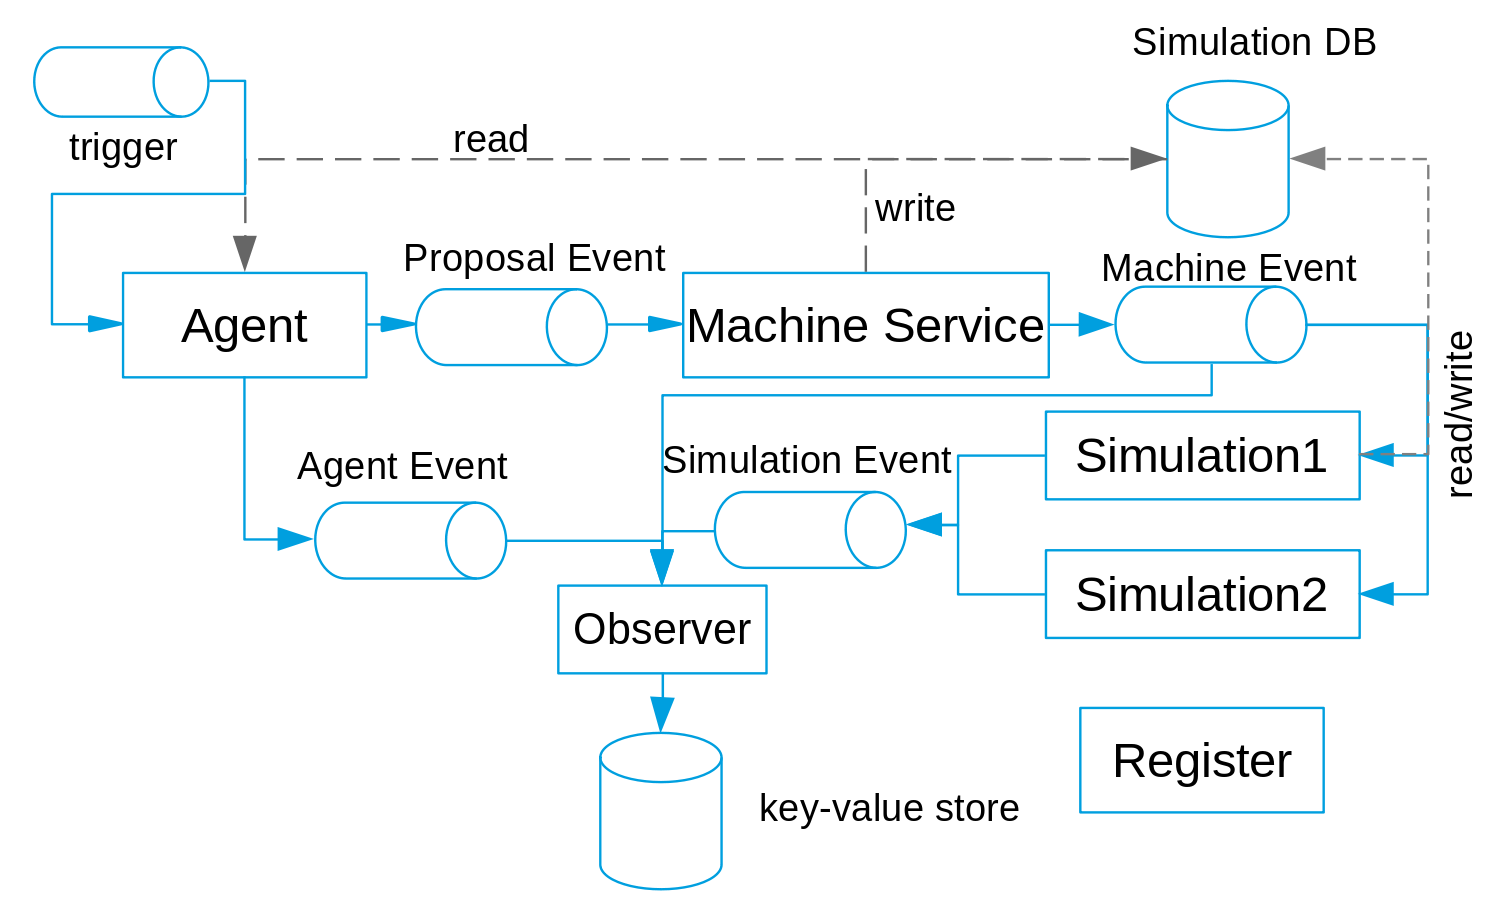 Simulation DB
trigger
read
write
Proposal Event
Machine Event
Agent
Machine Service
read/write
Agent Event
Simulation Event
Simulation1
Simulation2
Observer
Register
key-value store